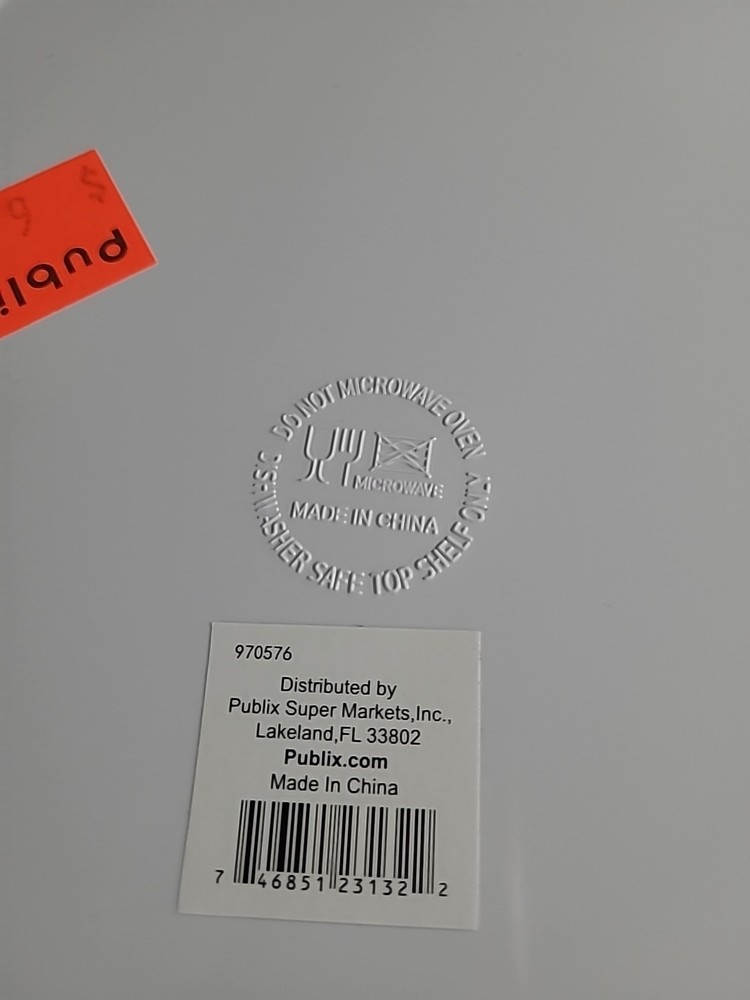 $
9
Publi
DO NOT MICROWAVE OVEN
MICROWAVE
MADE IN CHINA
DISHWASHER SAFE TOP SHELF ONLY
970576
Distributed by
Publix Super Markets,Inc.,
Lakeland,FL 33802
Publix.com
Made In China
7 46851 23132 2